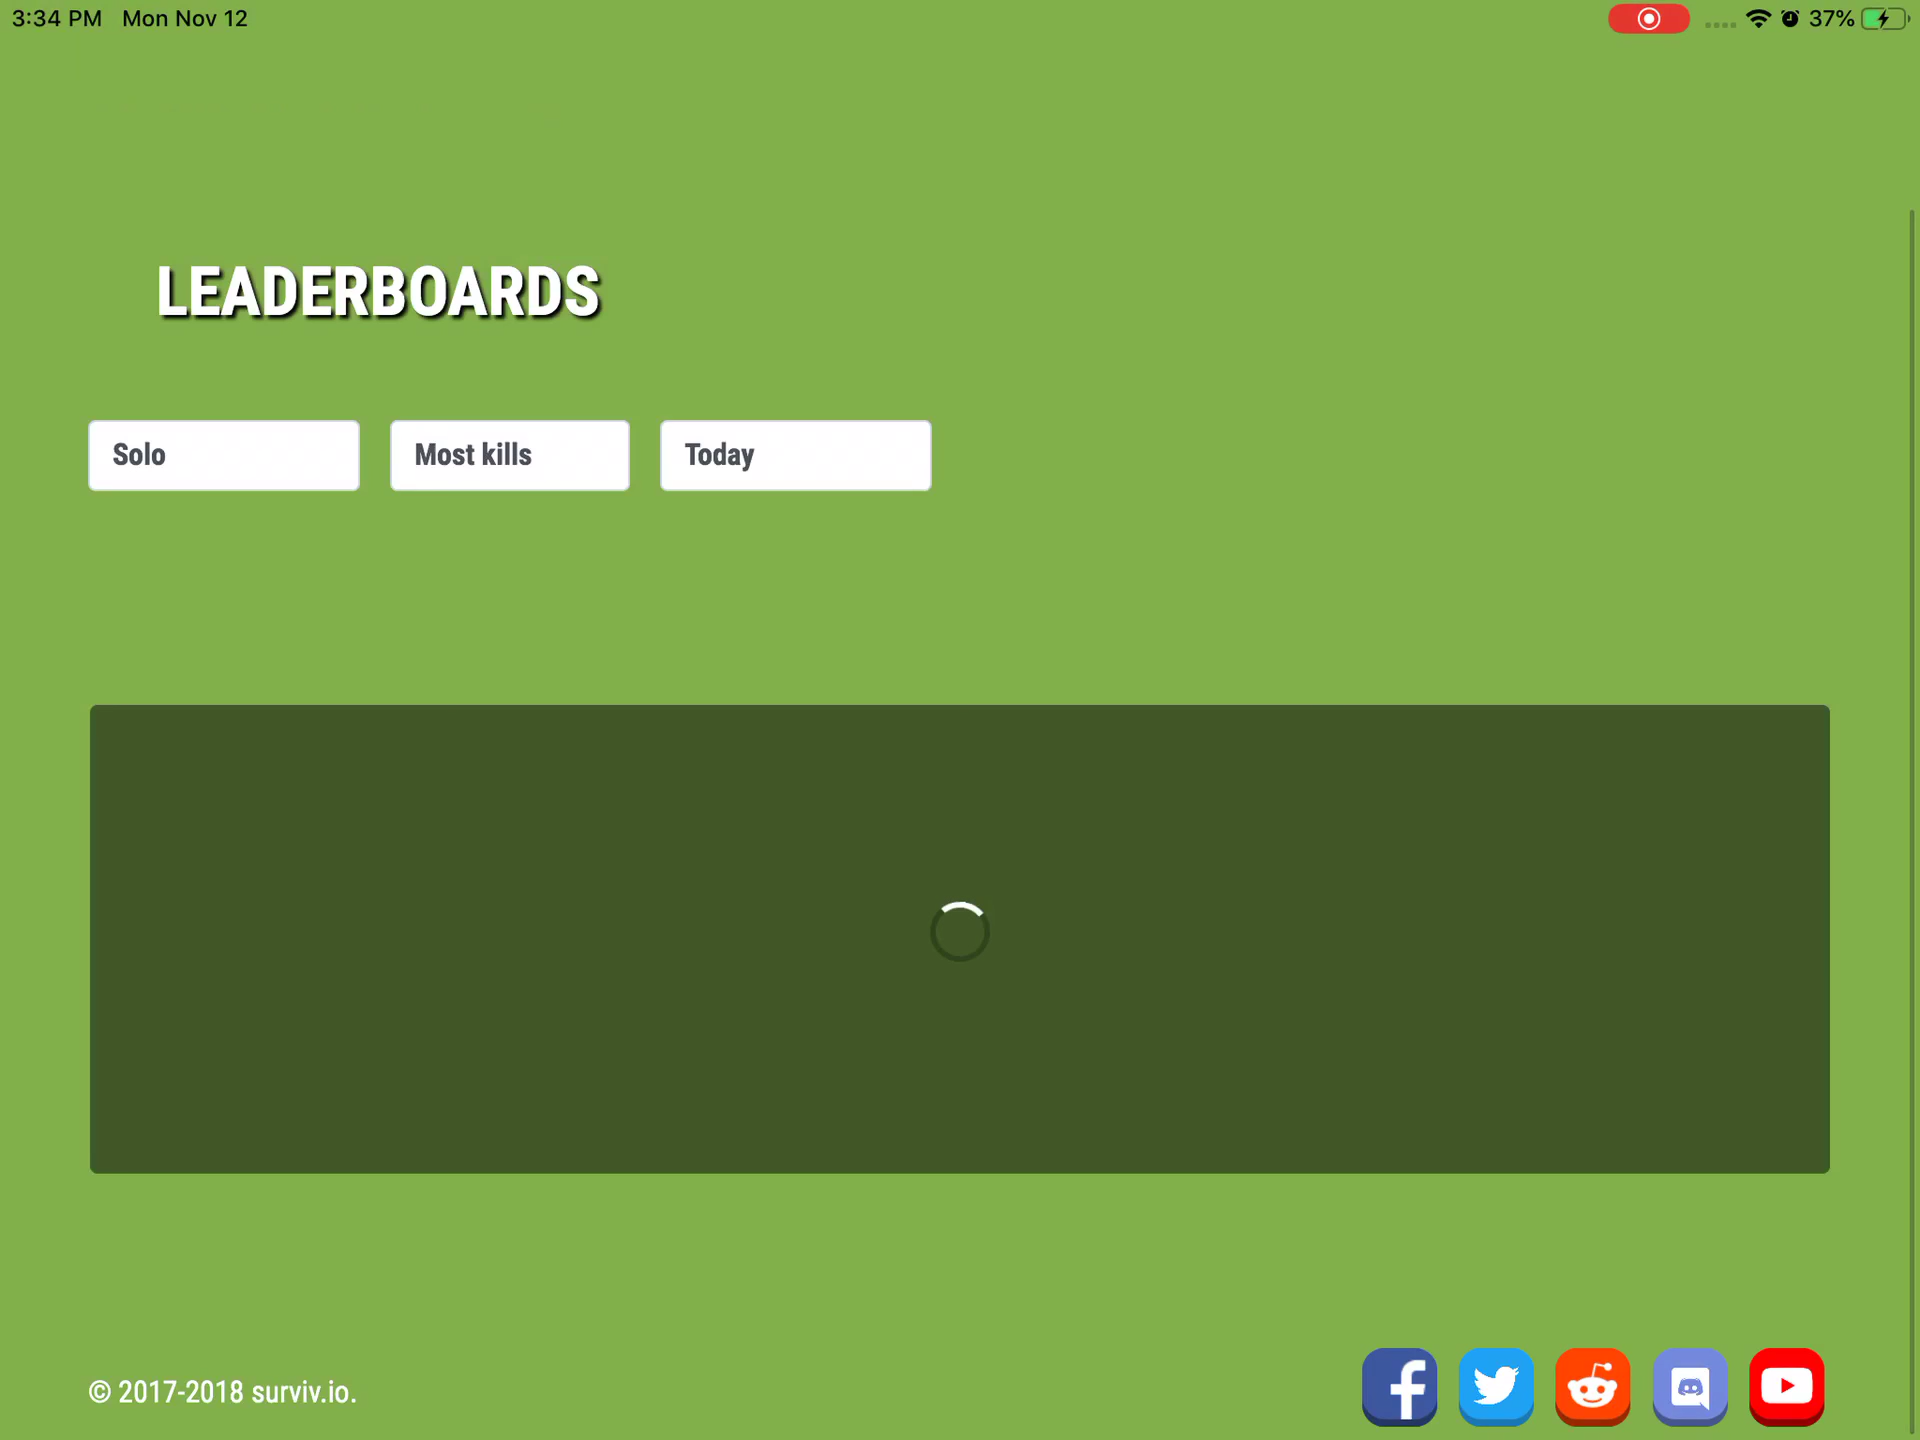 3:34 PM Mon Nov 12
37%
LEADERBOARDS
Solo
Most kills
Today
© 2017-2018 surviv.io.